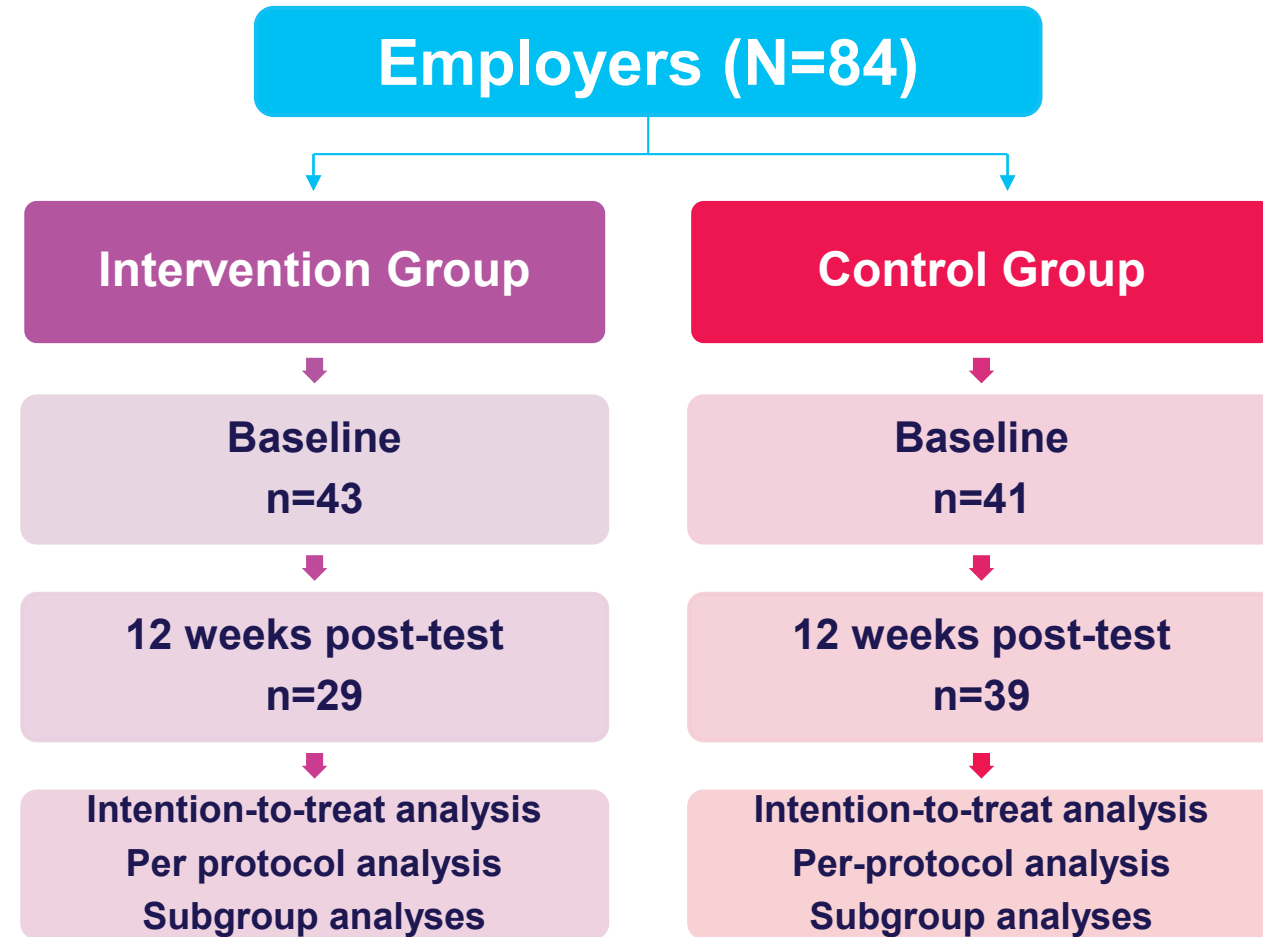 Employers (N=84)
Intervention Group
Baseline
n=43
12 weeks post-test
n=29
Intention-to-treat analysis
Per protocol analysis
Subgroup analyses
Control Group
Baseline
n=41
12 weeks post-test
n=39
Intention-to-treat analysis
Per-protocol analysis
Subgroup analyses